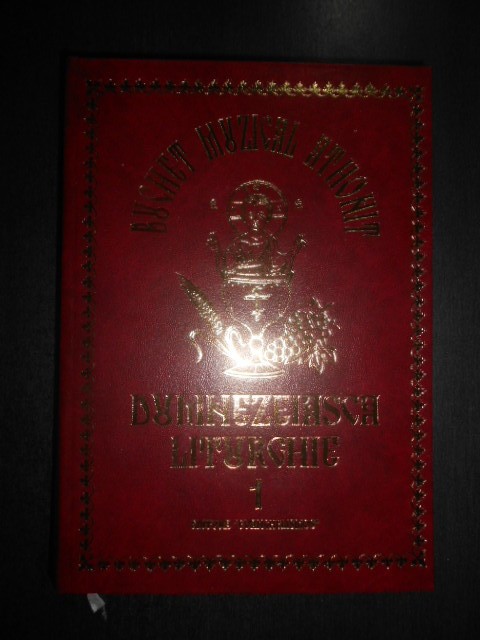 BUCHET MUZICAL ATHONIT
DUMNEZEIASCA
LITURGHIE
1